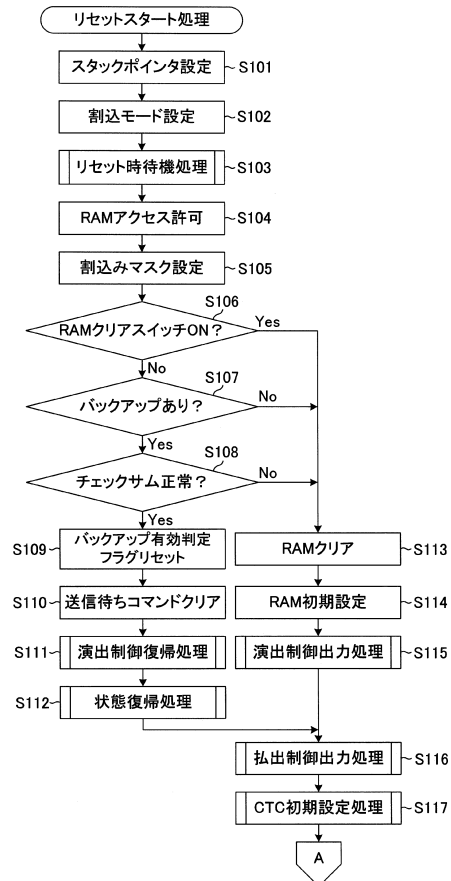 リセットスタート処理
スタックポインタ設定
S101
割込モード設定
S102
リセット時待機処理
S103
RAMアクセス許可
S104
割込みマスク設定
S105
S106
RAMクリアスイッチON?
Yes
No
S107
バックアップあり?
No
Yes
S108
チェックサム正常?
No
Yes
S109
バックアップ有効判定
フラグリセット
RAMクリア
S113
S110
送信待ちコマンドクリア
RAM初期設定
S114
S111
演出制御復帰処理
演出制御出力処理
S115
S112
状態復帰処理
払出制御出力処理
S116
CTC初期設定処理
S117
A